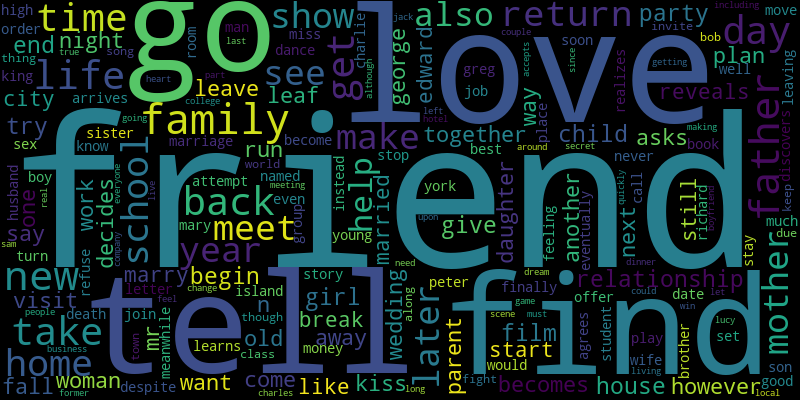 high
time
go
love
show
also
return
party
day
life
see
get
george
edward
greg
job
plan
reveals
well
move
leaving
thing
king
order
end
night
man
room
last
song
miss
dance
charlie
jack
although
couple
soon
invite
bob
realizes
since
accepts
getting
including
city
arrives
true
heart
part
leave
leaf
way
place
try
family
make
together
child
asks
book
father
discovers
friend
sister
going
become
marriage
college
run
stop
best
around
secret
never
making
left
hotel
sex
know
school
boy
husband
one
work
decides
say
real
turn
sam
live
everyone
back
attempt
named
world
meeting
even
mary
instead
help
married
york
upon
daughter
give
feeling
another
eventually
next
call
still
richard
boyfriend
stay
keep
much
due
mother
year
meet
group
young
new
visit
refuse
company
marry
letter
begin
tell
story
island
wedding
along
later
peter
need
dream
finally
find
dinner
relationship
offer
date
could
let
win
lucy
set
take
people
death
join
mr
meanwhile
feel
change
though
girl
n
break
film
game
scene
must
start
agrees
student
play
wife
brother
living
son
home
business
town
learns
class
old
money
away
parent
would
fall
woman
former
despite
want
come
charles
like
kiss
long
fight
becomes
house
however
good
local